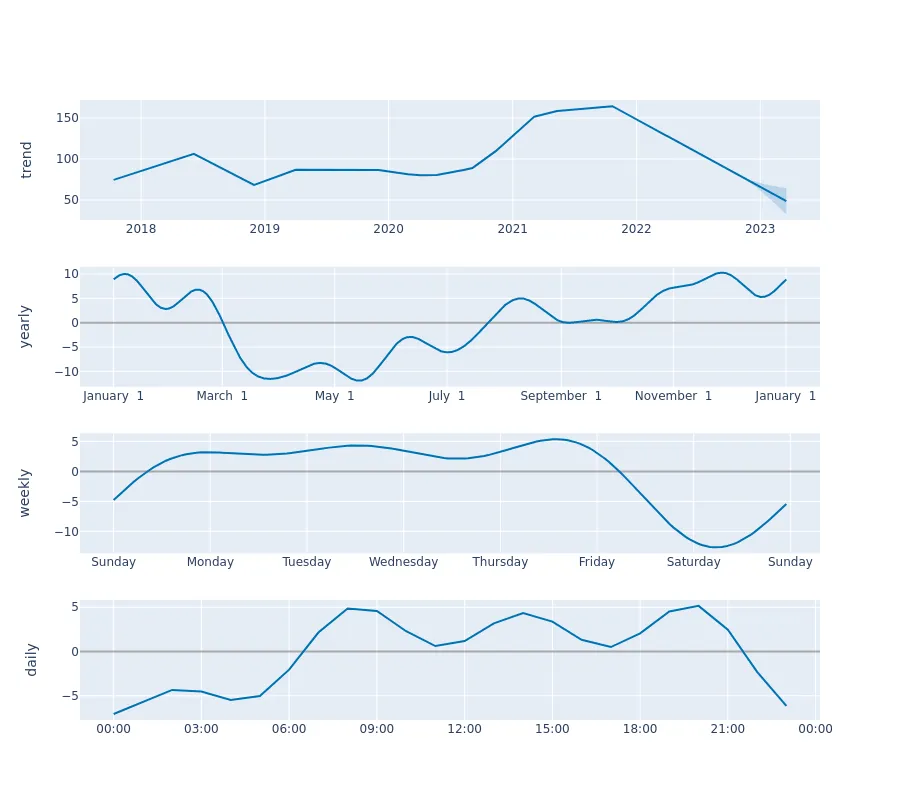 trend
150
100
50
2018 2019 2020 2021 2022 2023
yearly
10
5
0
−5
−10
January 1 March 1 May 1 July 1 September 1 November 1 January 1
weekly
5
0
−5
−10
Sunday Monday Tuesday Wednesday Thursday Friday Saturday Sunday
daily
5
0
−5
00:00 03:00 06:00 09:00 12:00 15:00 18:00 21:00 00:00